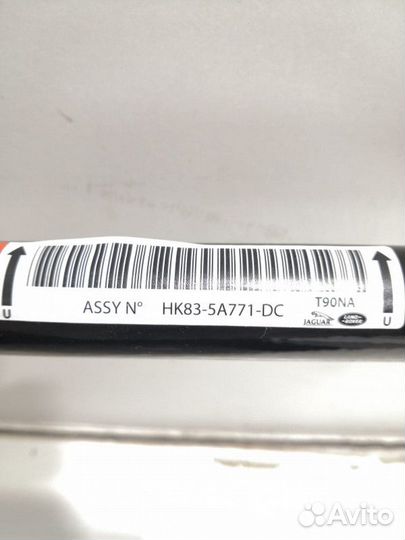 ASSY N° HK83-5A771-DC T90NA
JAGUAR LAND ROVER
U U
Avito